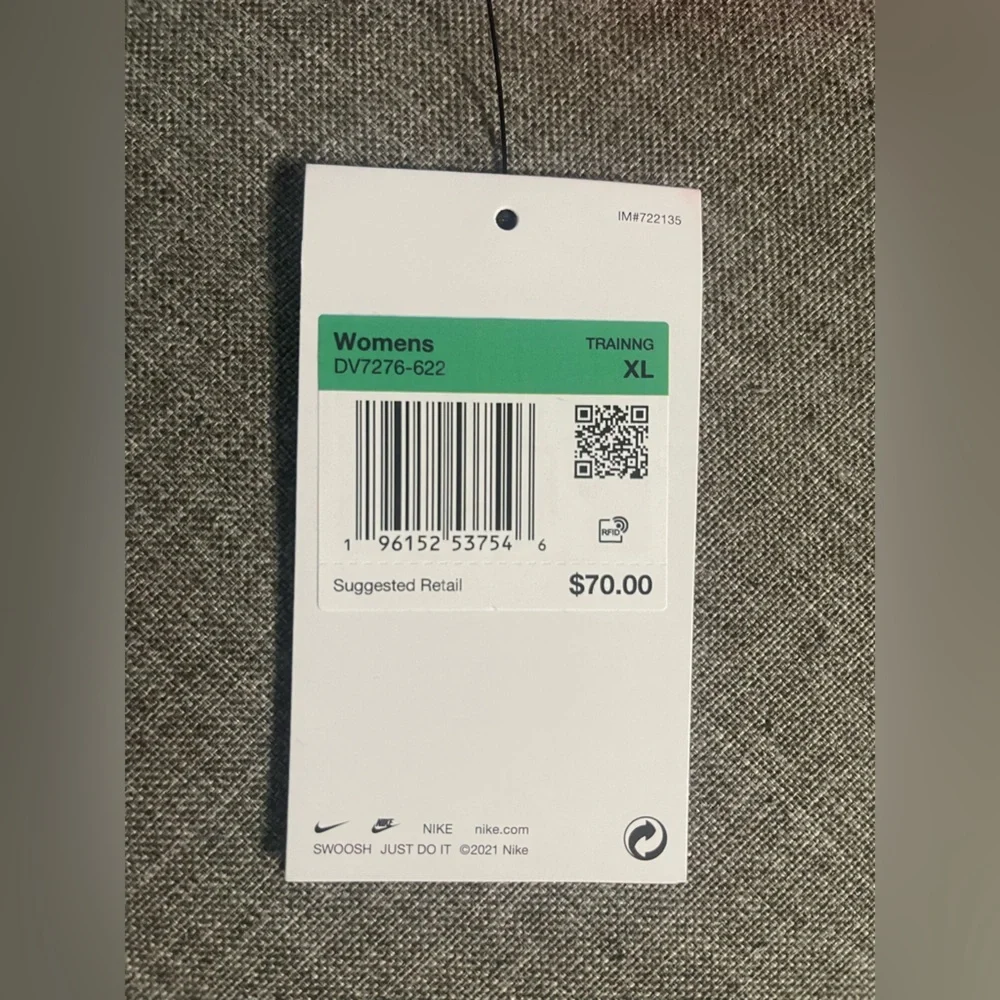 IM#722135
Womens TRAINNG
DV7276-622 XL
RFID
1 96152 53754 6
Suggested Retail $70.00
NIKE NIKE nike.com
SWOOSH JUST DO IT ©2021 Nike